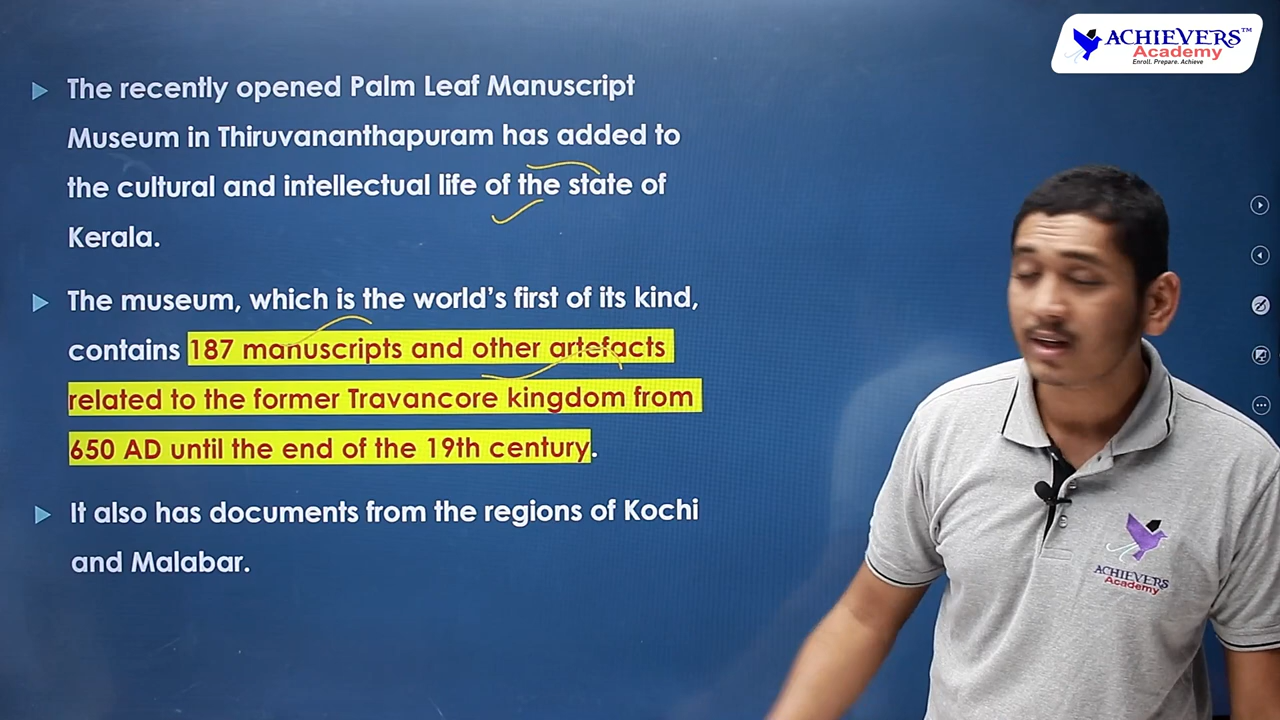 ACHIEVERS™
Academy
Enroll. Prepare. Achieve
The recently opened Palm Leaf Manuscript
Museum in Thiruvananthapuram has added to
the cultural and intellectual life of the state of
Kerala.
The museum, which is the world's first of its kind,
contains 187 manuscripts and other artefacts
related to the former Travancore kingdom from
650 AD until the end of the 19th century.
It also has documents from the regions of Kochi
and Malabar.
ACHIEVERS
Academy